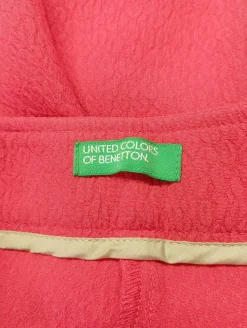 UNITED COLORS
OF BENETTON.